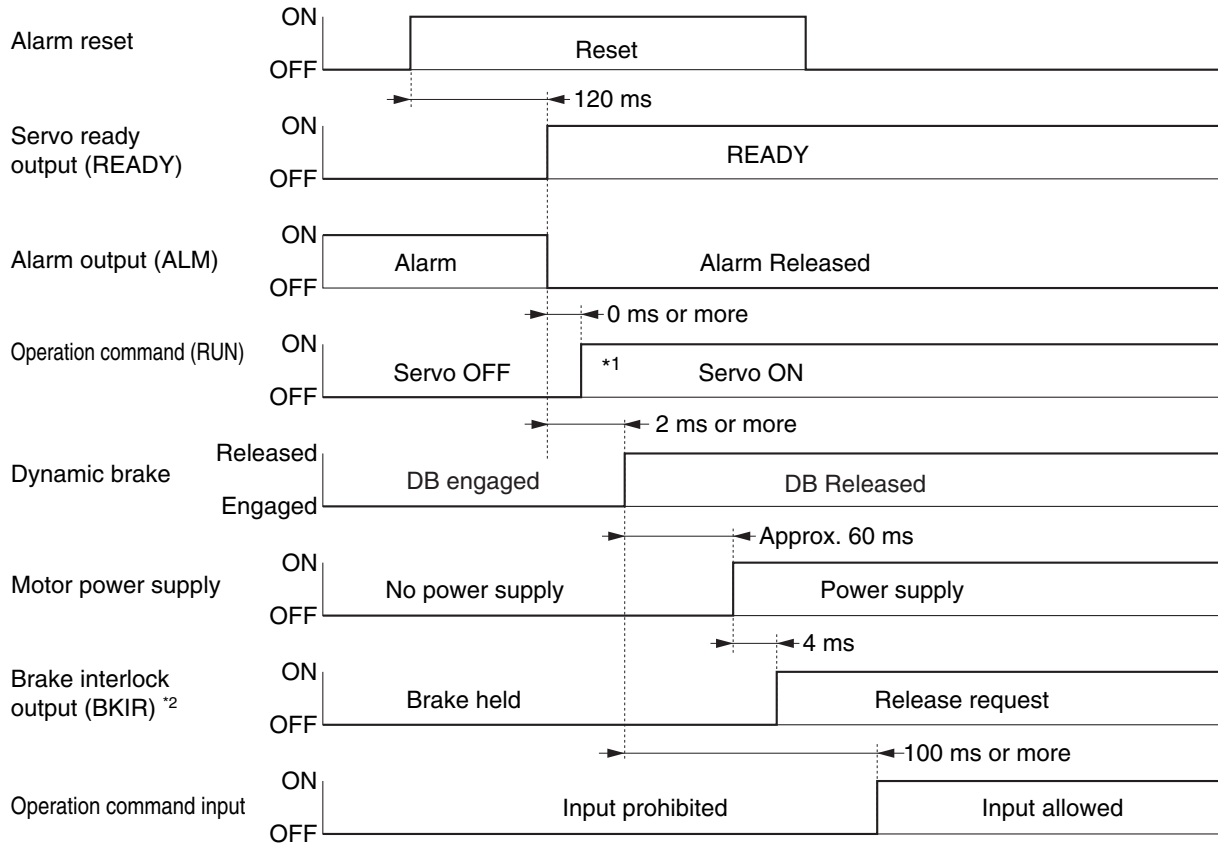 ON
Alarm reset
Reset
OFF
120 ms
ON
Servo ready
output (READY)
READY
OFF
ON
Alarm output (ALM)
Alarm
Alarm Released
OFF
0 ms or more
Operation command (RUN)
ON
Servo OFF
*1
Servo ON
OFF
2 ms or more
Released
Dynamic brake
DB engaged
DB Released
Engaged
Approx. 60 ms
ON
Motor power supply
No power supply
Power supply
OFF
4 ms
Brake interlock
output (BKIR) *2
ON
Brake held
Release request
OFF
100 ms or more
ON
Operation command input
Input prohibited
Input allowed
OFF